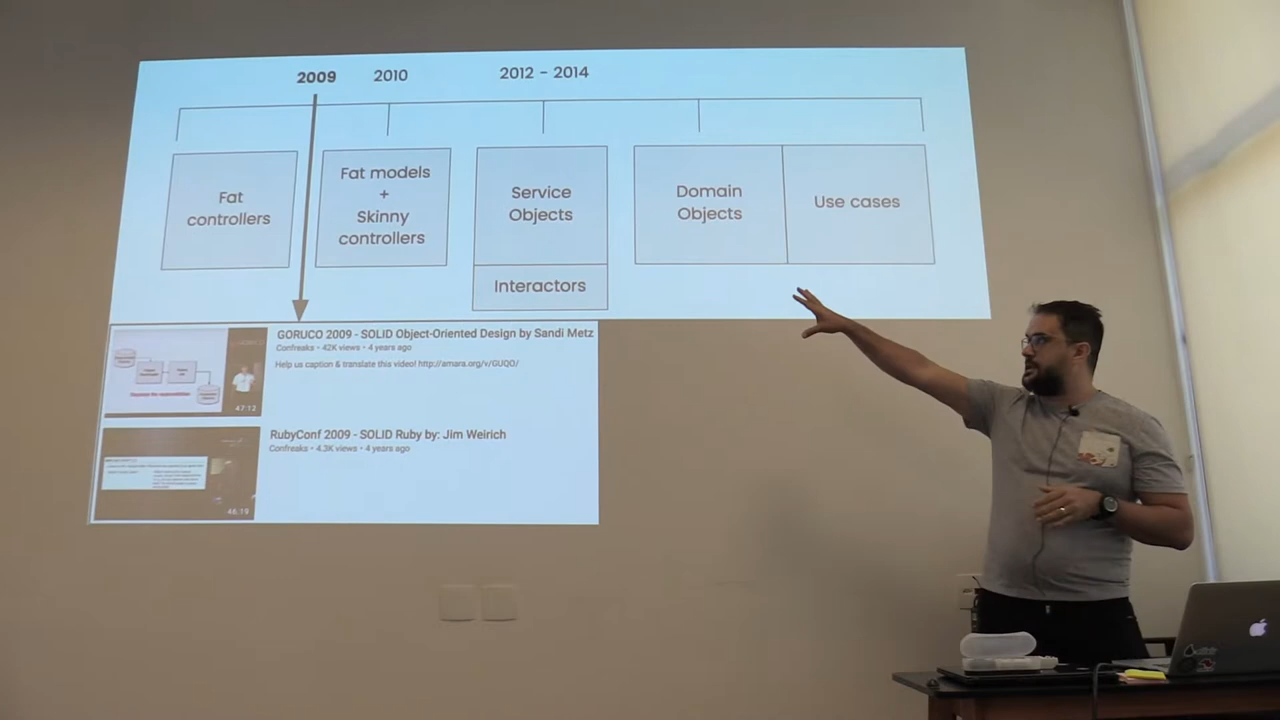 2009
2010
2012 - 2014
Fat
controllers
Fat models
+
Skinny
controllers
Service
Objects
Interactors
Domain
Objects
Use cases
GORUCO 2009 - SOLID Object-Oriented Design by Sandi Metz
Confreaks • 42K views • 4 years ago
Help us caption & translate this video! http://amara.org/v/GUQO/
47:12
RubyConf 2009 - SOLID Ruby by: Jim Weirich
Confreaks • 4.3K views • 4 years ago
46:19